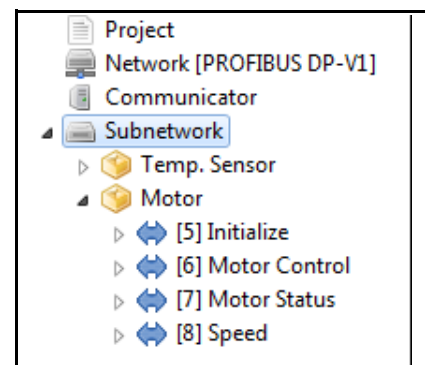 Project
Network [PROFIBUS DP-V1]
Communicator
Subnetwork
Temp. Sensor
Motor
[5] Initialize
[6] Motor Control
[7] Motor Status
[8] Speed